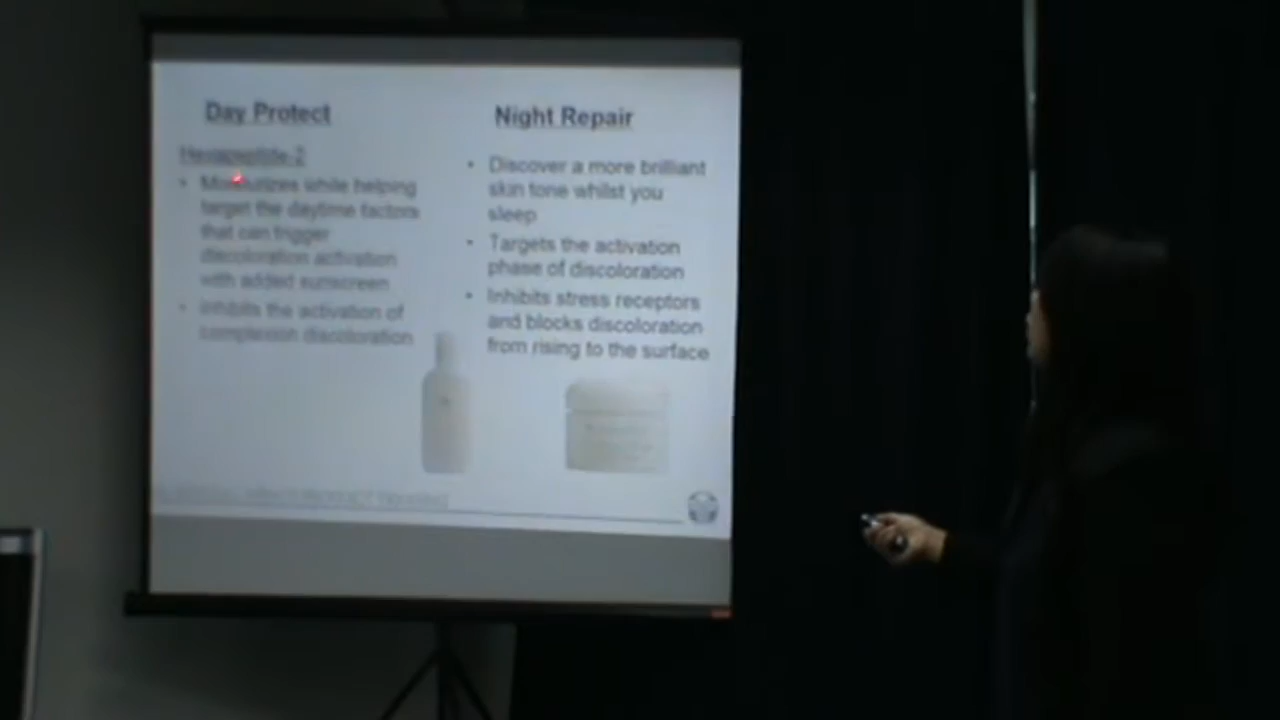 Day Protect
Hexapeptide-2
• Moisturizes while helping
target the daytime factors
that can trigger
discoloration activation
with added sunscreen
• Inhibits the activation of
complexion discoloration
Night Repair
• Discover a more brilliant
skin tone whilst you
sleep
• Targets the activation
phase of discoloration
• Inhibits stress receptors
and blocks discoloration
from rising to the surface